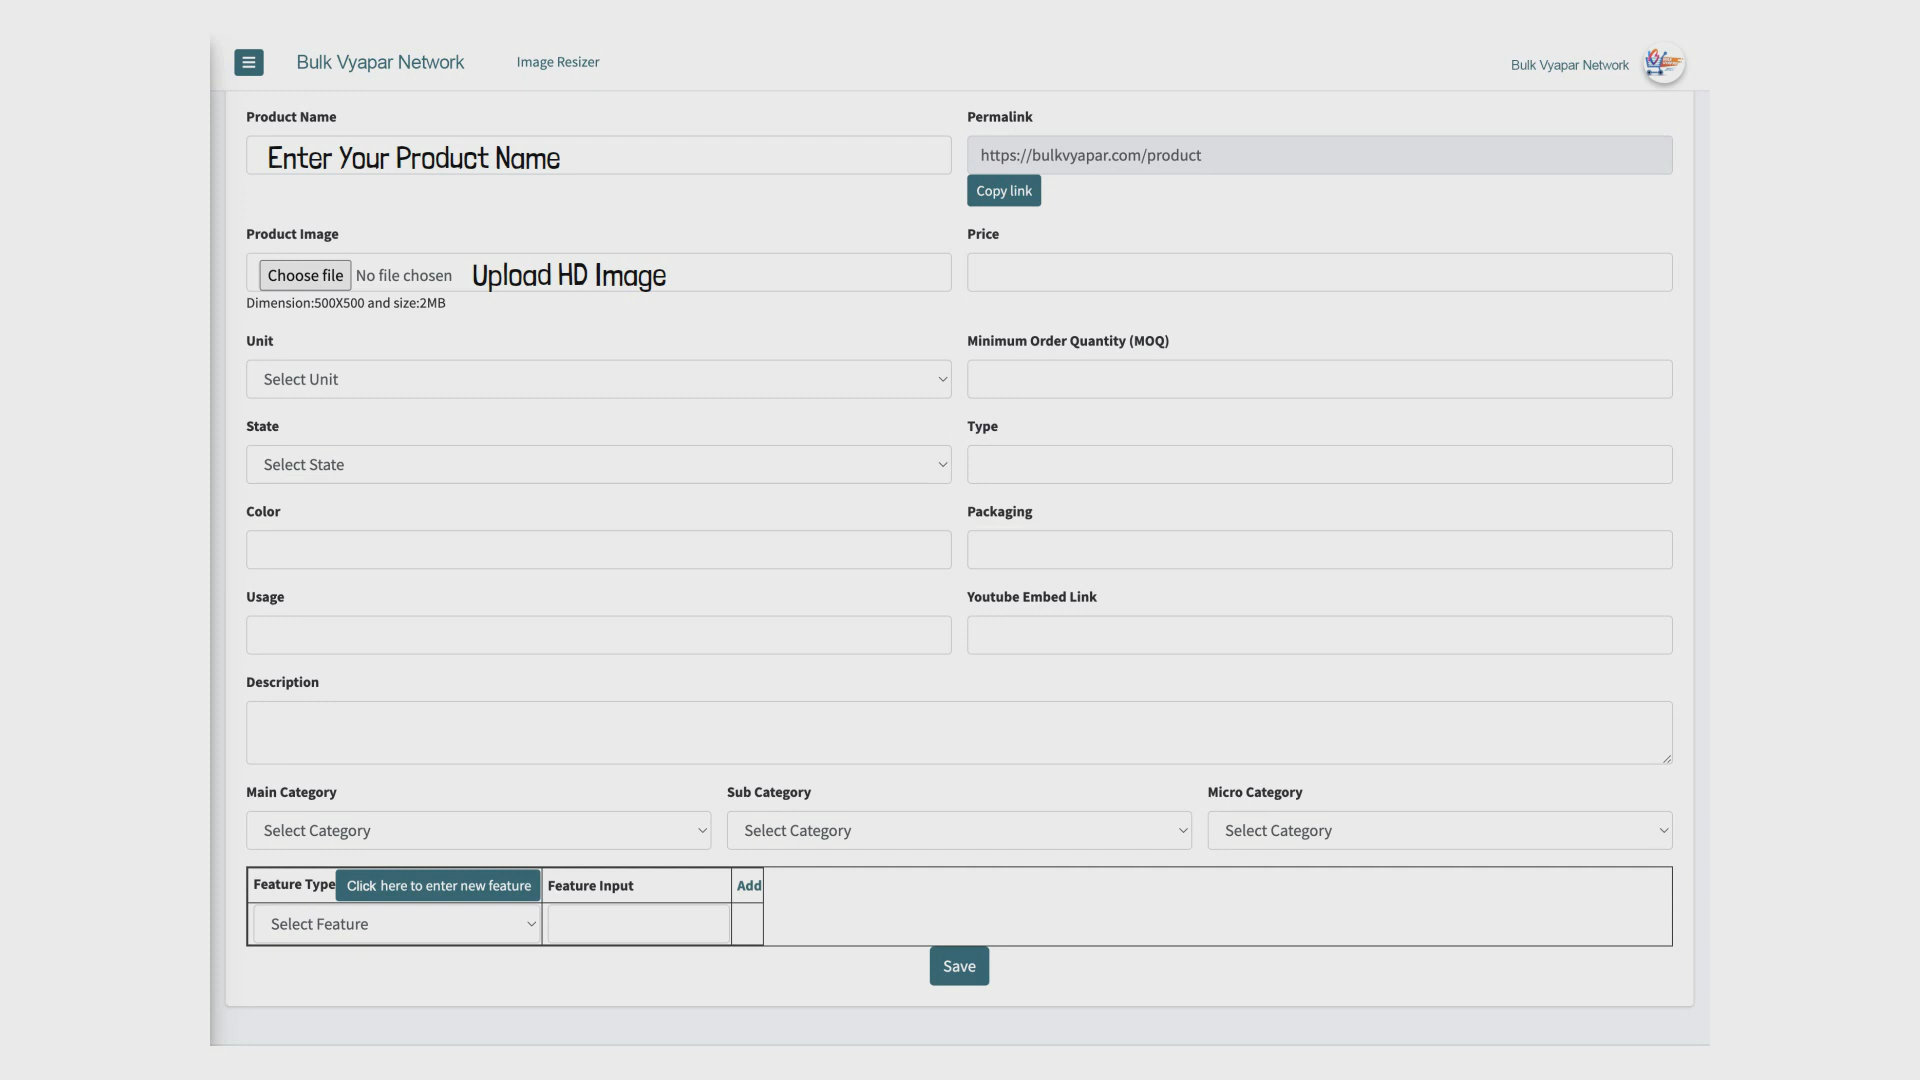 Bulk Vyapar Network
Image Resizer
Bulk Vyapar Network
Product Name
Permalink
Enter Your Product Name
https://bulkvyapar.com/product
Copy link
Product Image
Price
Choose file No file chosen Upload HD Image
Dimension:500X500 and size:2MB
Unit
Minimum Order Quantity (MOQ)
Select Unit
State
Type
Select State
Color
Packaging
Usage
Youtube Embed Link
Description
Main Category
Sub Category
Micro Category
Select Category
Select Category
Select Category
Feature Type Click here to enter new feature Feature Input Add
Select Feature
Save